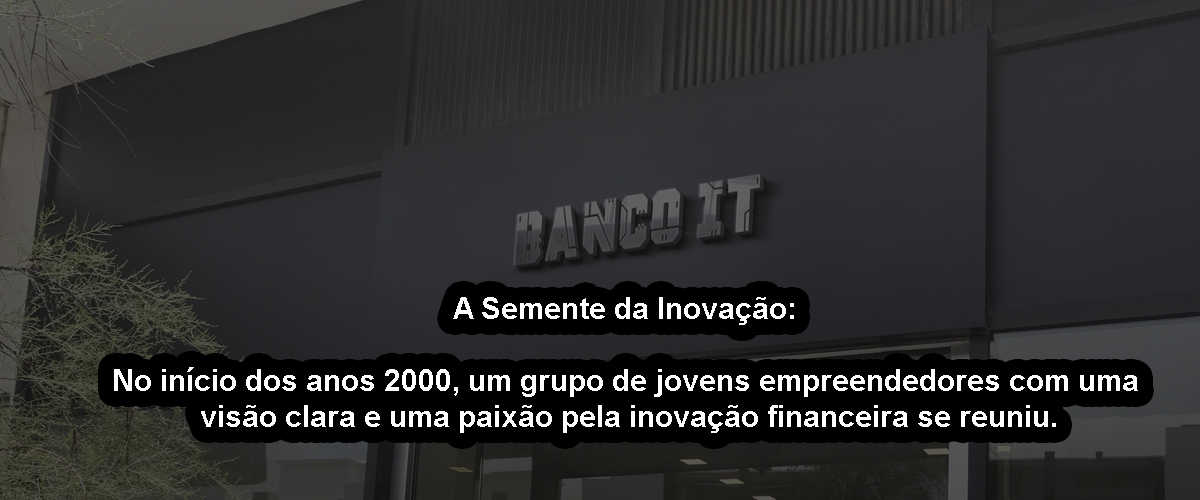 BANCO IT
A Semente da Inovação:
No início dos anos 2000, um grupo de jovens empreendedores com uma
visão clara e uma paixão pela inovação financeira se reuniu.